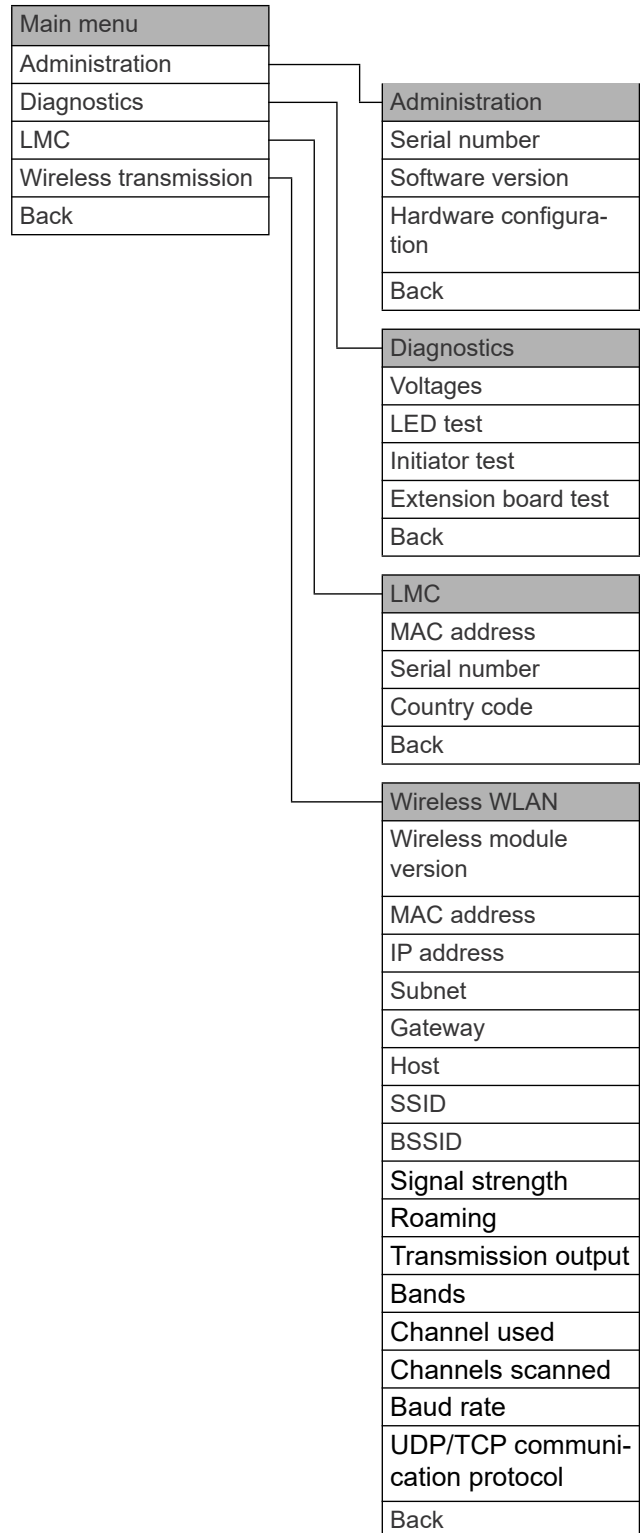 Main menu
Administration
Diagnostics
LMC
Wireless transmission
Back
Administration
Serial number
Software version
Hardware configura-
tion
Back
Diagnostics
Voltages
LED test
Initiator test
Extension board test
Back
LMC
MAC address
Serial number
Country code
Back
Wireless WLAN
Wireless module
version
MAC address
IP address
Subnet
Gateway
Host
SSID
BSSID
Signal strength
Roaming
Transmission output
Bands
Channel used
Channels scanned
Baud rate
UDP/TCP communi-
cation protocol
Back